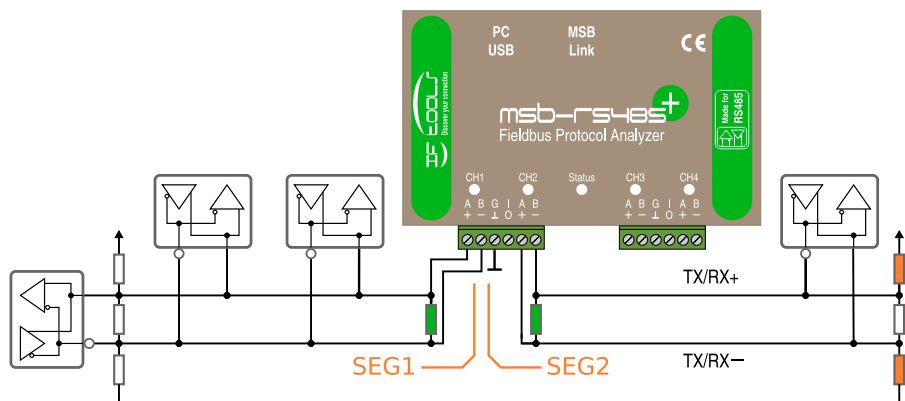 PC
USB
MSB
Link
CE
IFTOOLS
Discover your connection
msb-rs485+
Fieldbus Protocol Analyzer
Made for
RS485
CH1
CH2
Status
CH3
CH4
A B G I A B
+ − ⊥ O + −
A B G I A B
+ − ⊥ O + −
TX/RX+
SEG1
SEG2
TX/RX−